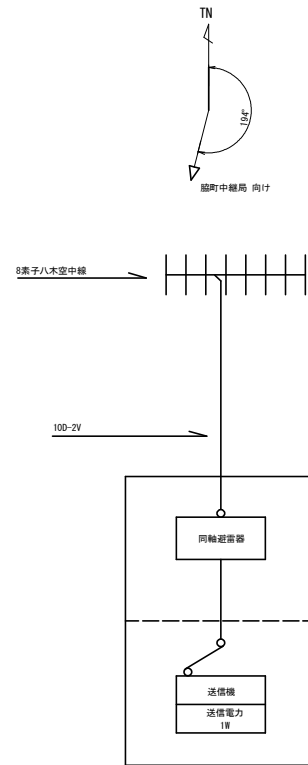 TN
194°
脇町中継局 向け
8素子八木空中線
10D-2V
同軸避雷器
送信機
送信電力
1W